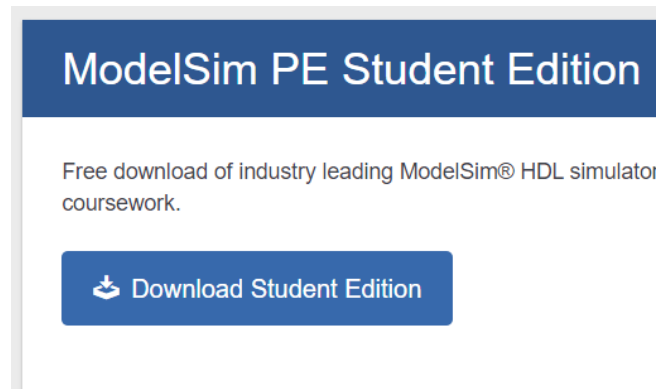 ModelSim PE Student Edition
Free download of industry leading ModelSim® HDL simulator
coursework.
Download Student Edition